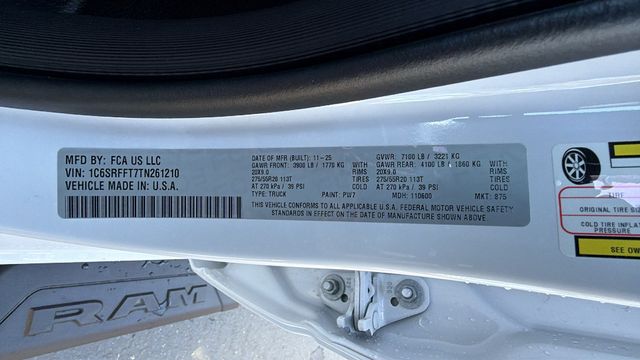 MFD BY: FCA US LLC
VIN: 1C6SRFFT7TN261210
VEHICLE MADE IN: U.S.A.
DATE OF MFR (BUILT): 11-25 GVWR: 7100 LB / 3221 KG
GAWR FRONT: 3900 LB / 1770 KG WITH GAWR REAR: 4100 LB / 1860 KG WITH
20X9.0 RIMS 20X9.0 RIMS
275/55R20 113T TIRES 275/55R20 113T TIRES
AT 270 kPa / 39 PSI COLD AT 270 kPa / 39 PSI COLD
TYPE: TRUCK PAINT: PW7 MDH: 110600 MKT: 875
THIS VEHICLE CONFORMS TO ALL APPLICABLE U.S.A. FEDERAL MOTOR VEHICLE SAFETY
STANDARDS IN EFFECT ON THE DATE OF MANUFACTURE SHOWN ABOVE
TIRE
ORIGINAL TIRE SIZE
COLD TIRE
PRESSURE
RAM